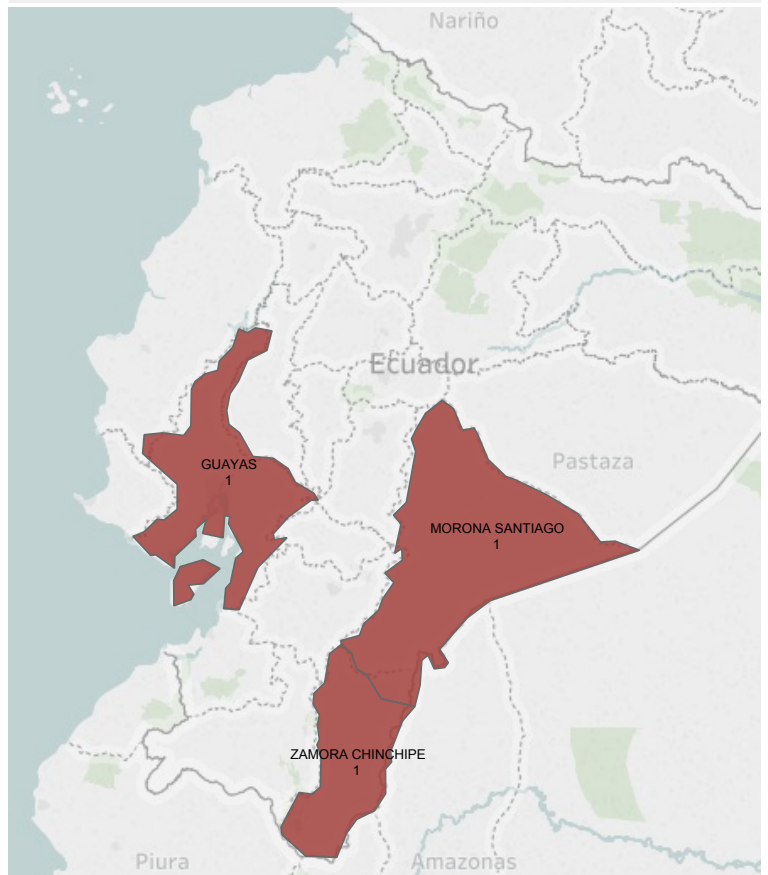 Nariño
Ecuador
GUAYAS
1
Pastaza
MORONA SANTIAGO
1
ZAMORA CHINCHIPE
1
Piura
Amazonas